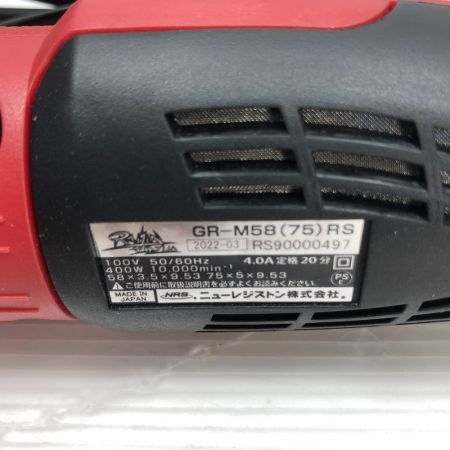 GR-M58(75)RS
2022-03 RS90000497
100V 50/60Hz 4.0A 定格20分
400W 10,000min⁻¹
58×3.5×9.53 75×5×9.53
ご使用前に取扱説明書を必ずよくお読みください。
PS E
MADE IN JAPAN NRS ニューレジストン株式会社.